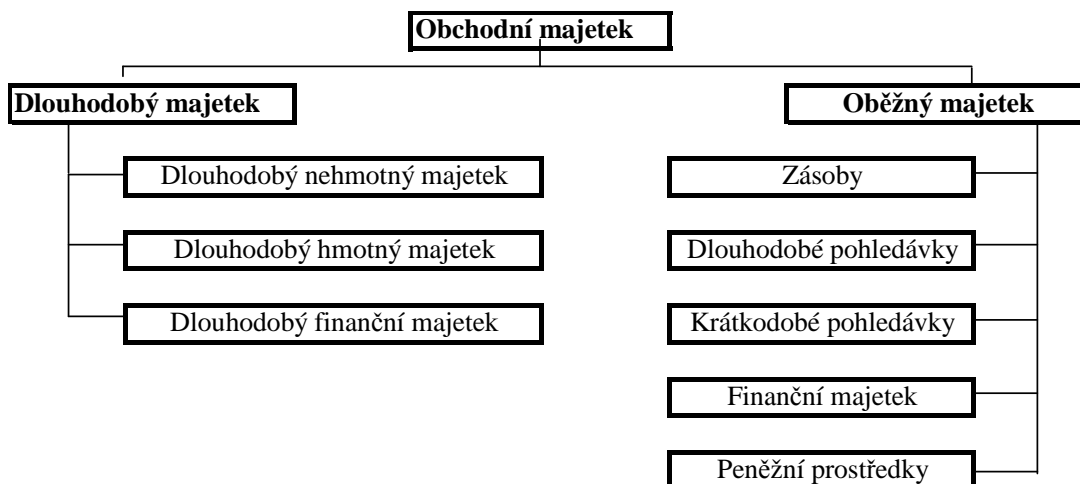 Obchodní majetek
Dlouhodobý majetek
Oběžný majetek
Dlouhodobý nehmotný majetek
Zásoby
Dlouhodobý hmotný majetek
Dlouhodobé pohledávky
Dlouhodobý finanční majetek
Krátkodobé pohledávky
Finanční majetek
Peněžní prostředky